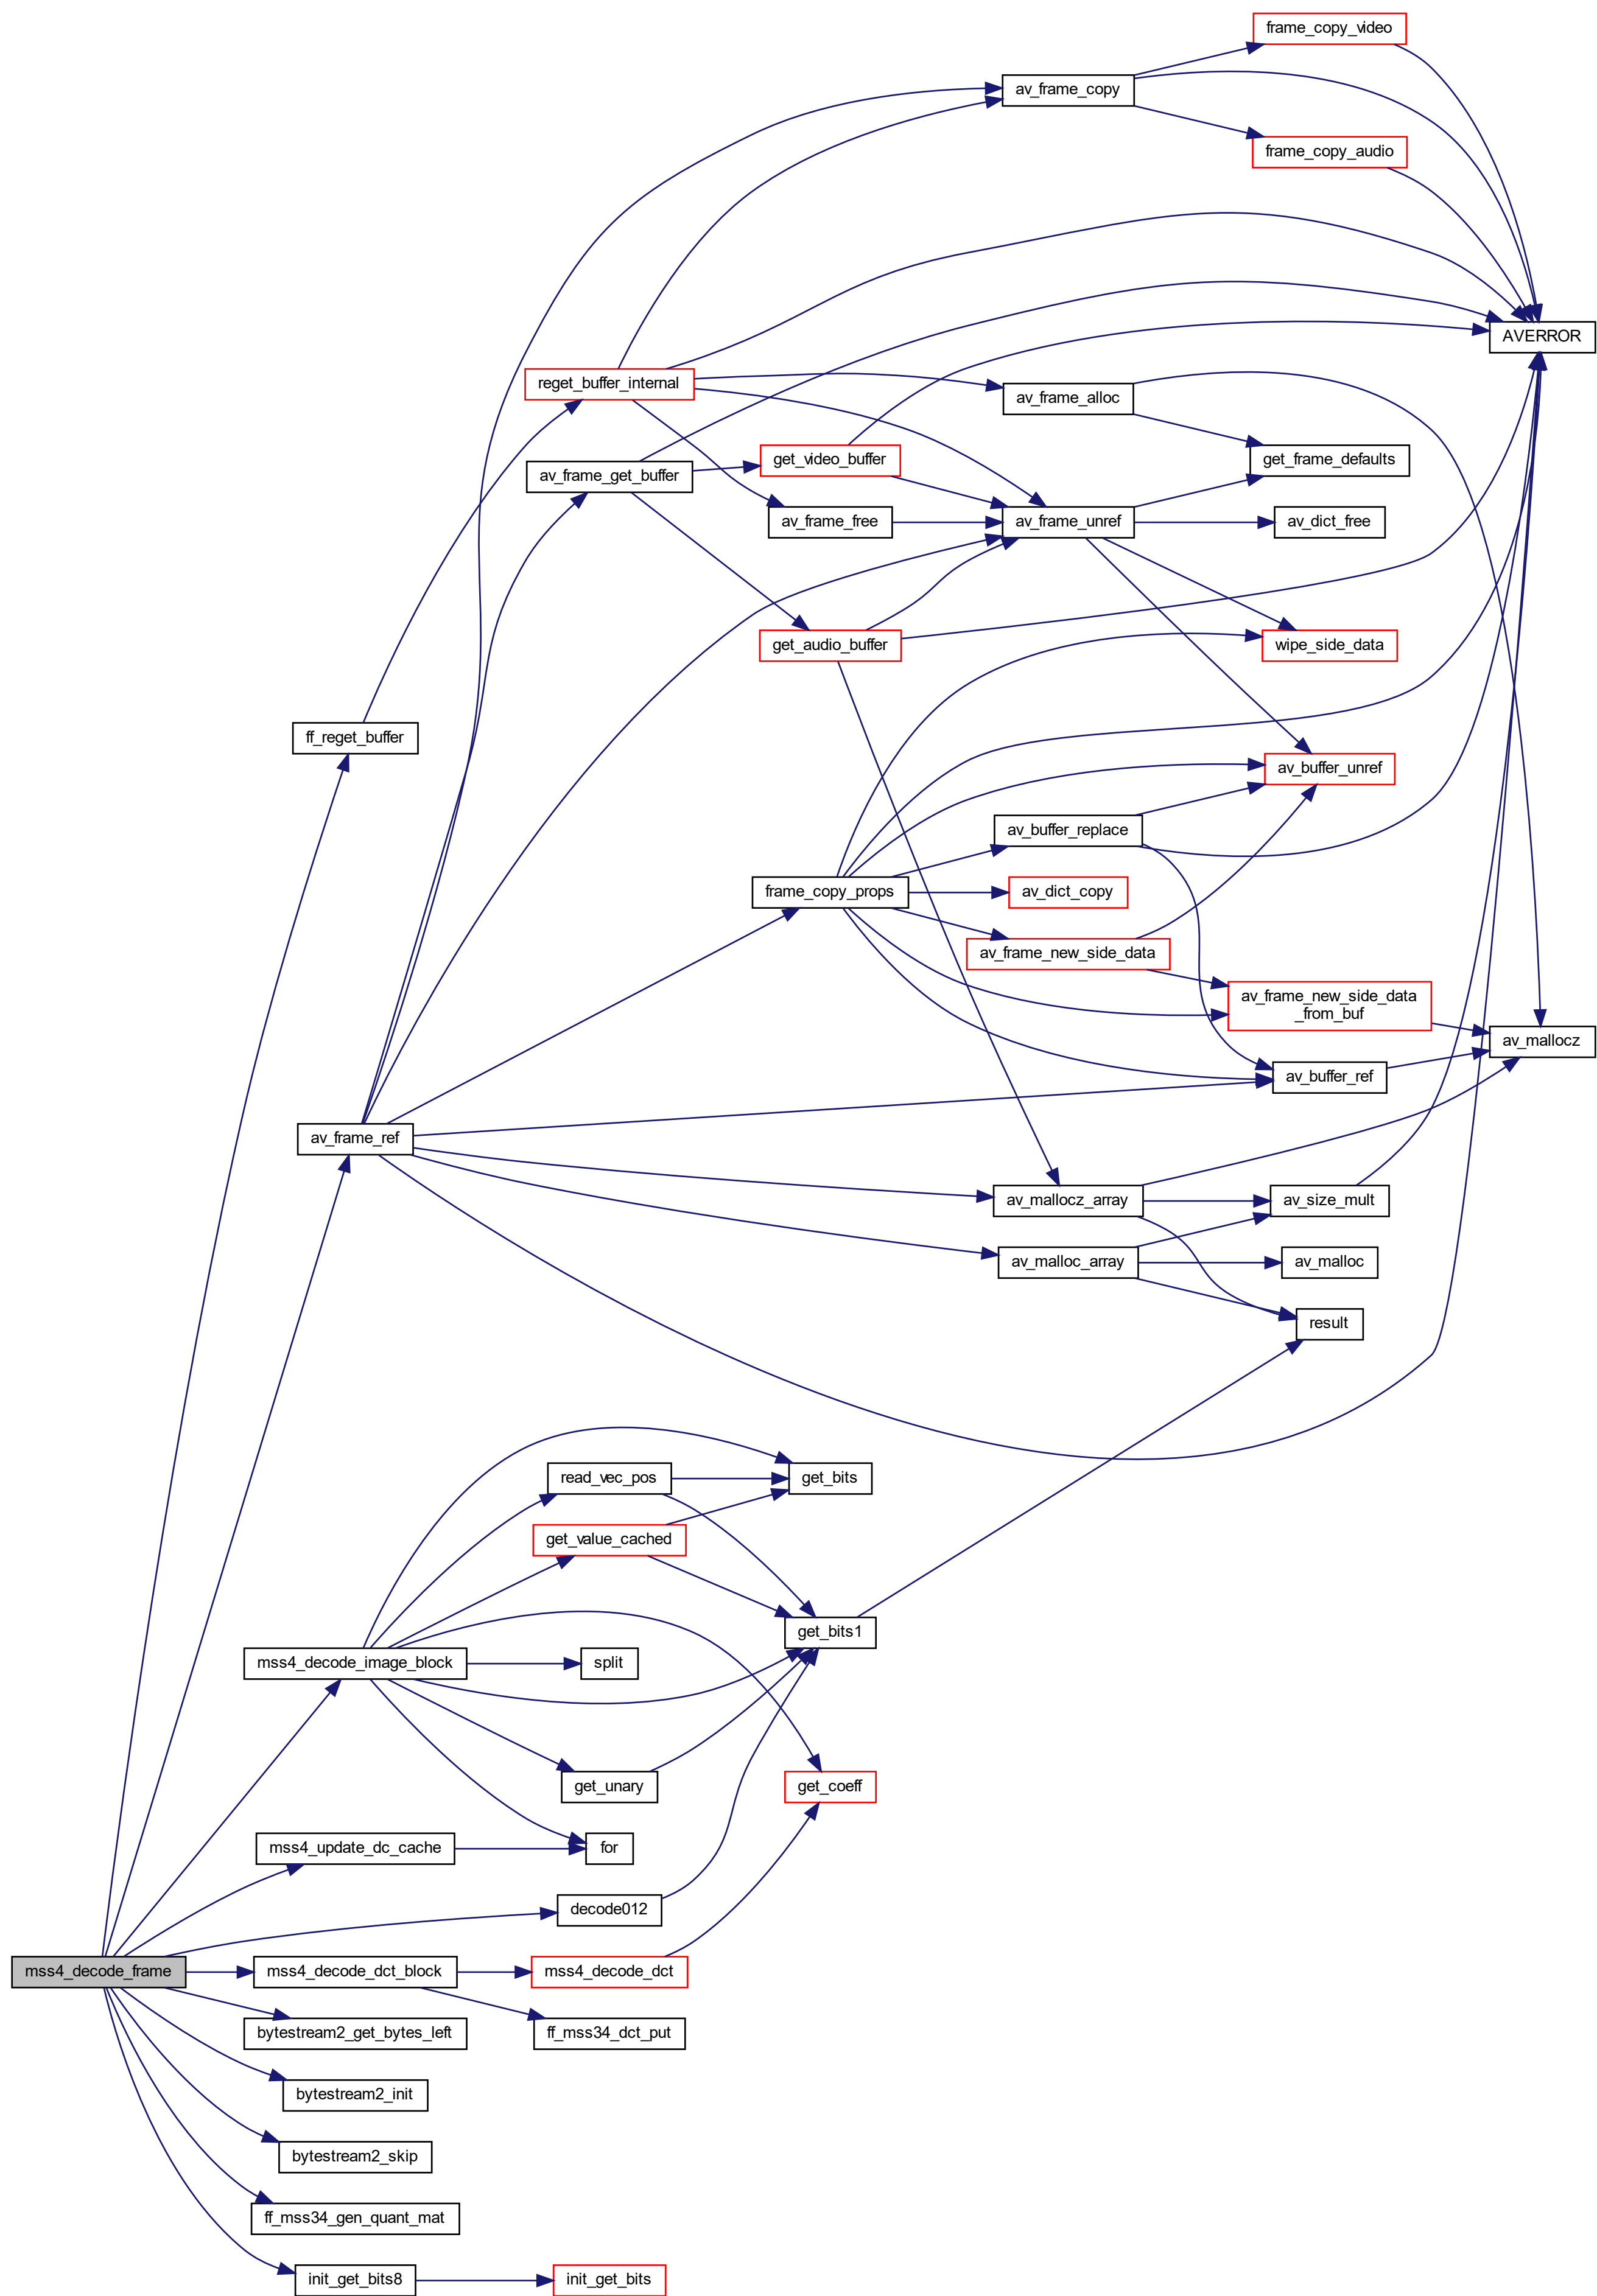 frame_copy_video
av_frame_copy
frame_copy_audio
AVERROR
reget_buffer_internal
av_frame_alloc
get_video_buffer
get_frame_defaults
av_frame_get_buffer
av_frame_free
av_frame_unref
av_dict_free
get_audio_buffer
wipe_side_data
ff_reget_buffer
av_buffer_unref
av_buffer_replace
frame_copy_props
av_dict_copy
av_frame_new_side_data
av_frame_new_side_data
_from_buf
av_mallocz
av_buffer_ref
av_frame_ref
av_mallocz_array
av_size_mult
av_malloc_array
av_malloc
result
read_vec_pos
get_bits
get_value_cached
get_bits1
mss4_decode_image_block
split
get_unary
get_coeff
mss4_update_dc_cache
for
decode012
mss4_decode_frame
mss4_decode_dct_block
mss4_decode_dct
bytestream2_get_bytes_left
ff_mss34_dct_put
bytestream2_init
bytestream2_skip
ff_mss34_gen_quant_mat
init_get_bits8
init_get_bits